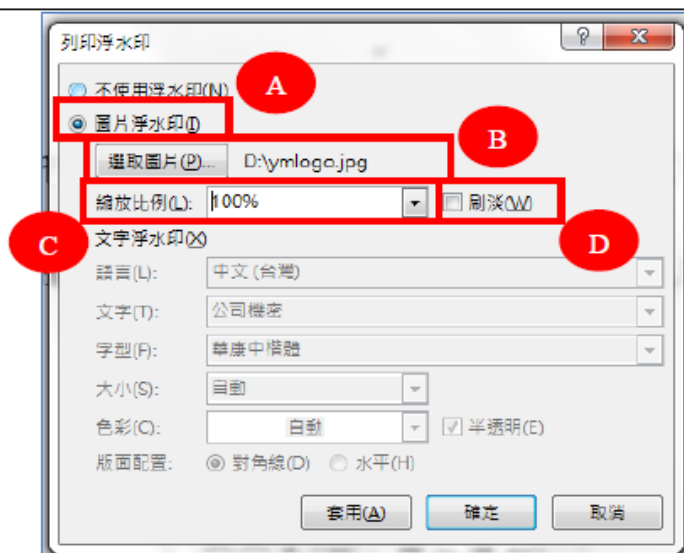 列印浮水印
不使用浮水印(N)
A
圖片浮水印(I)
B
選取圖片(P)... D:\ymlogo.jpg
縮放比例(L): 100% 刷淡(W)
C
D
文字浮水印(X)
語言(L): 中文 (台灣)
文字(T): 公司機密
字型(F): 華康中楷體
大小(S): 自動
色彩(C): 自動 半透明(E)
版面配置: 對角線(D) 水平(H)
套用(A) 確定 取消